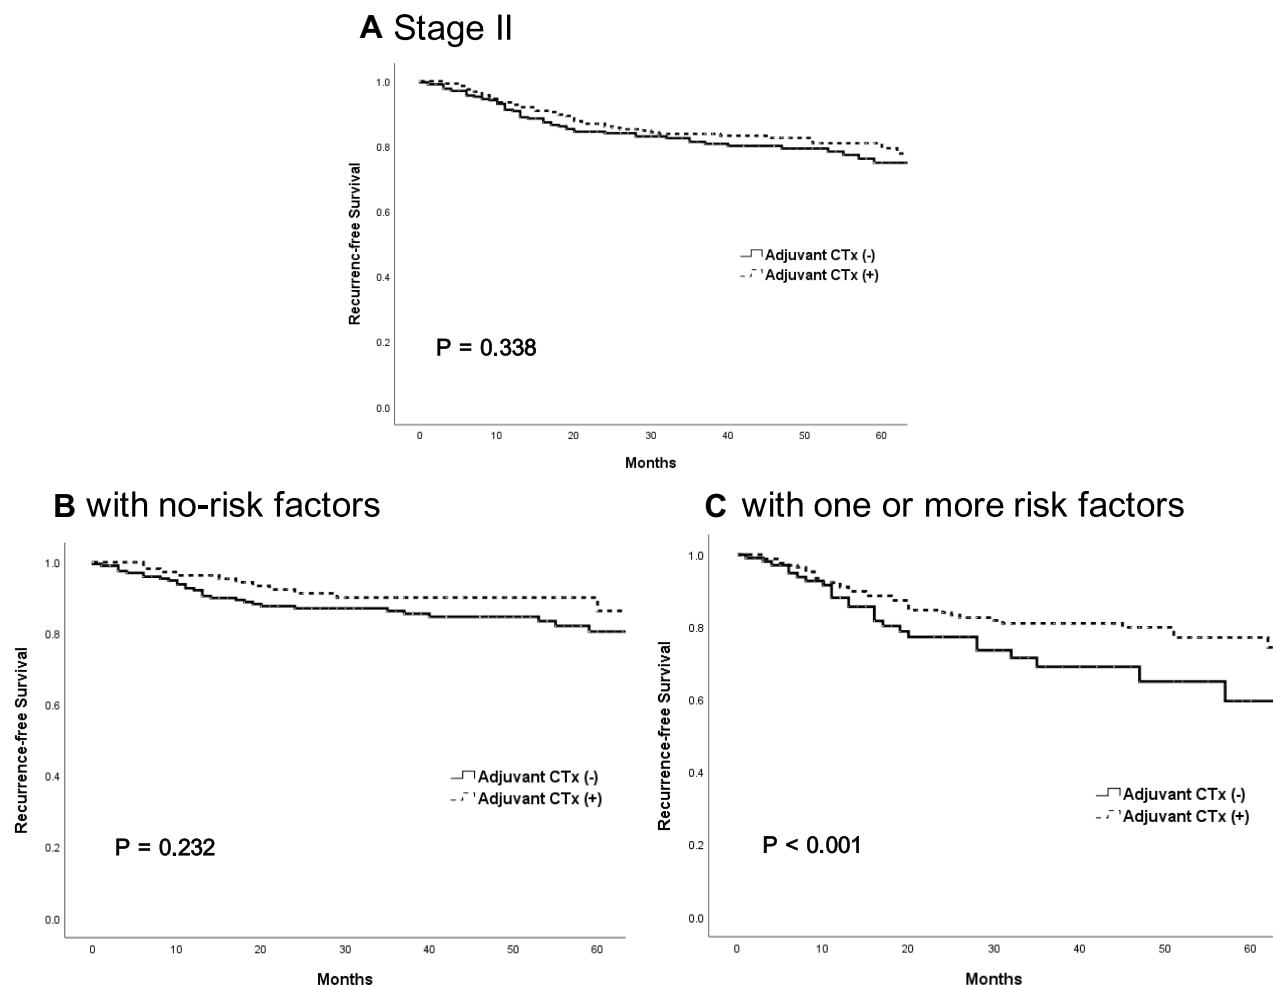 A Stage II
Recurrenc-free Survival
1.0
0.8
0.6
0.4
0.2
0.0
Adjuvant CTx (-)
Adjuvant CTx (+)
P = 0.338
0 10 20 30 40 50 60
Months
B with no-risk factors
Recurrence-free Survival
1.0
0.8
0.6
0.4
0.2
0.0
Adjuvant CTx (-)
Adjuvant CTx (+)
P = 0.232
0 10 20 30 40 50 60
Months
C with one or more risk factors
Recurrence-free Survival
1.0
0.8
0.6
0.4
0.2
0.0
Adjuvant CTx (-)
Adjuvant CTx (+)
P < 0.001
0 10 20 30 40 50 60
Months